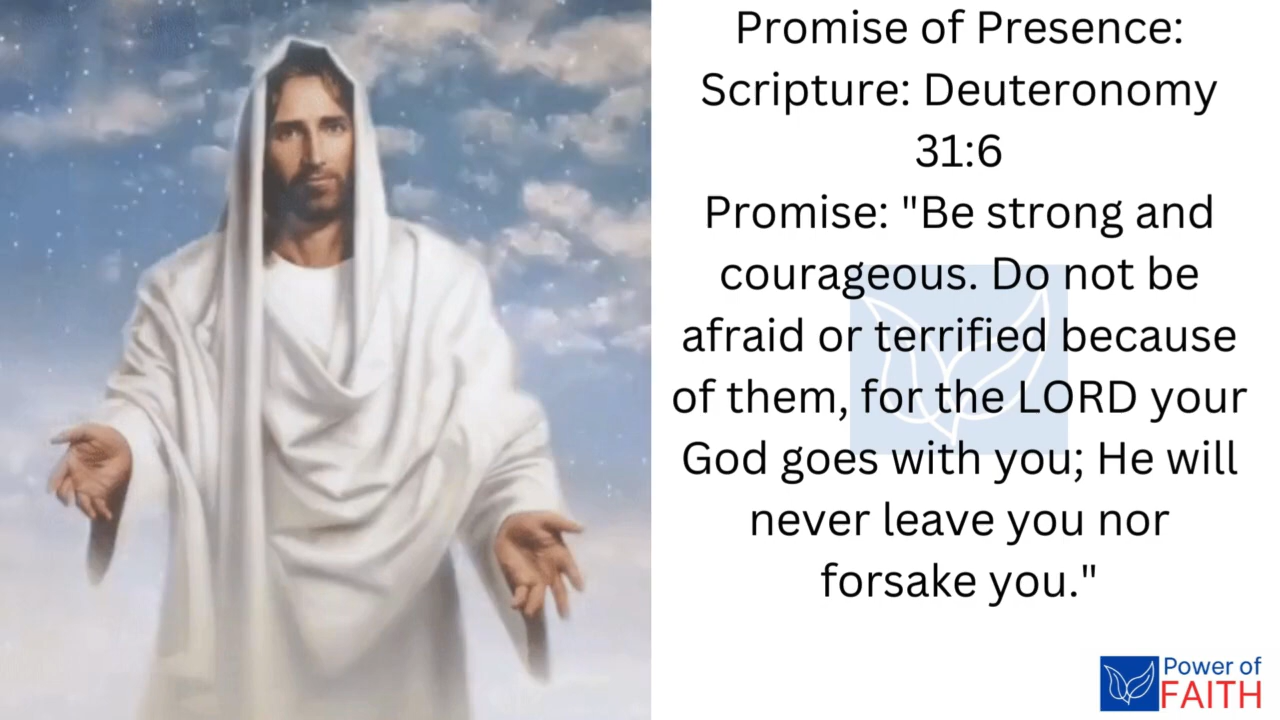 Promise of Presence:
Scripture: Deuteronomy
31:6
Promise: "Be strong and
courageous. Do not be
afraid or terrified because
of them, for the LORD your
God goes with you; He will
never leave you nor
forsake you."
Power of
FAITH